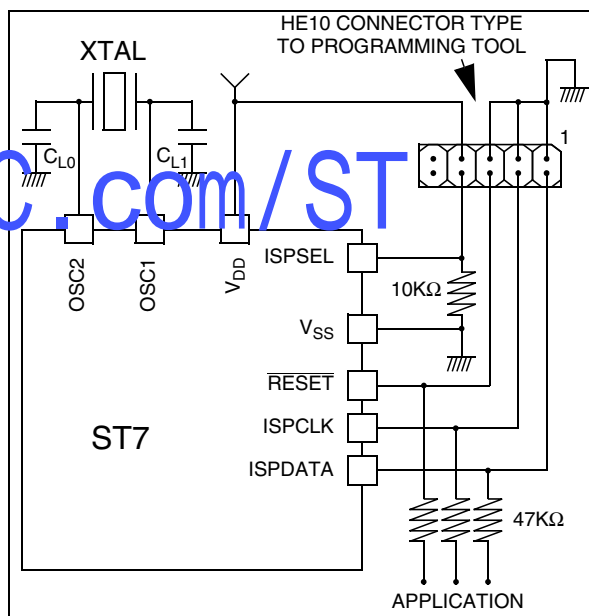 HE10 CONNECTOR TYPE
TO PROGRAMMING TOOL
XTAL
1
CL0
CL1
C.com/ST
OSC2
OSC1
VDD
ISPSEL
10KΩ
VSS
RESET
ISPCLK
ST7
ISPDATA
47KΩ
APPLICATION